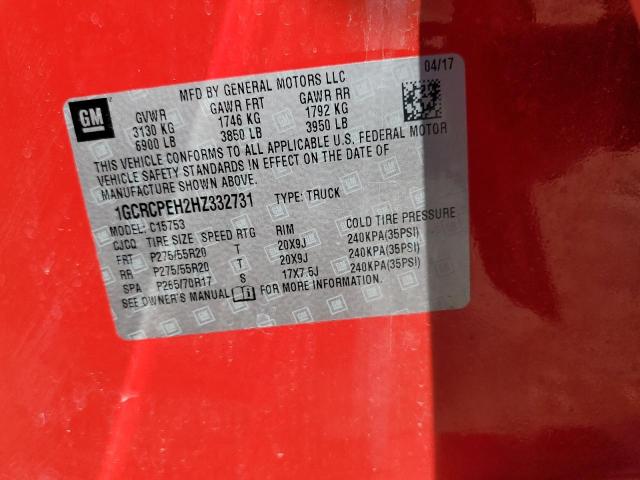 GM
MFD BY GENERAL MOTORS LLC
04/17
GVWR GAWR FRT GAWR RR
3130 KG 1746 KG 1792 KG
6900 LB 3850 LB 3950 LB
THIS VEHICLE CONFORMS TO ALL APPLICABLE U.S. FEDERAL MOTOR
VEHICLE SAFETY STANDARDS IN EFFECT ON THE DATE OF
MANUFACTURE SHOWN ABOVE.
1GCRCPEH2HZ332731 TYPE: TRUCK
MODEL: C15753
CJCQ TIRE SIZE SPEED RTG RIM COLD TIRE PRESSURE
FRT P275/55R20 T 20X9J 240KPA(35PSI)
RR P275/55R20 T 20X9J 240KPA(35PSI)
SPA P265/70R17 S 17X7.5J 240KPA(35PSI)
SEE OWNER'S MANUAL FOR MORE INFORMATION.